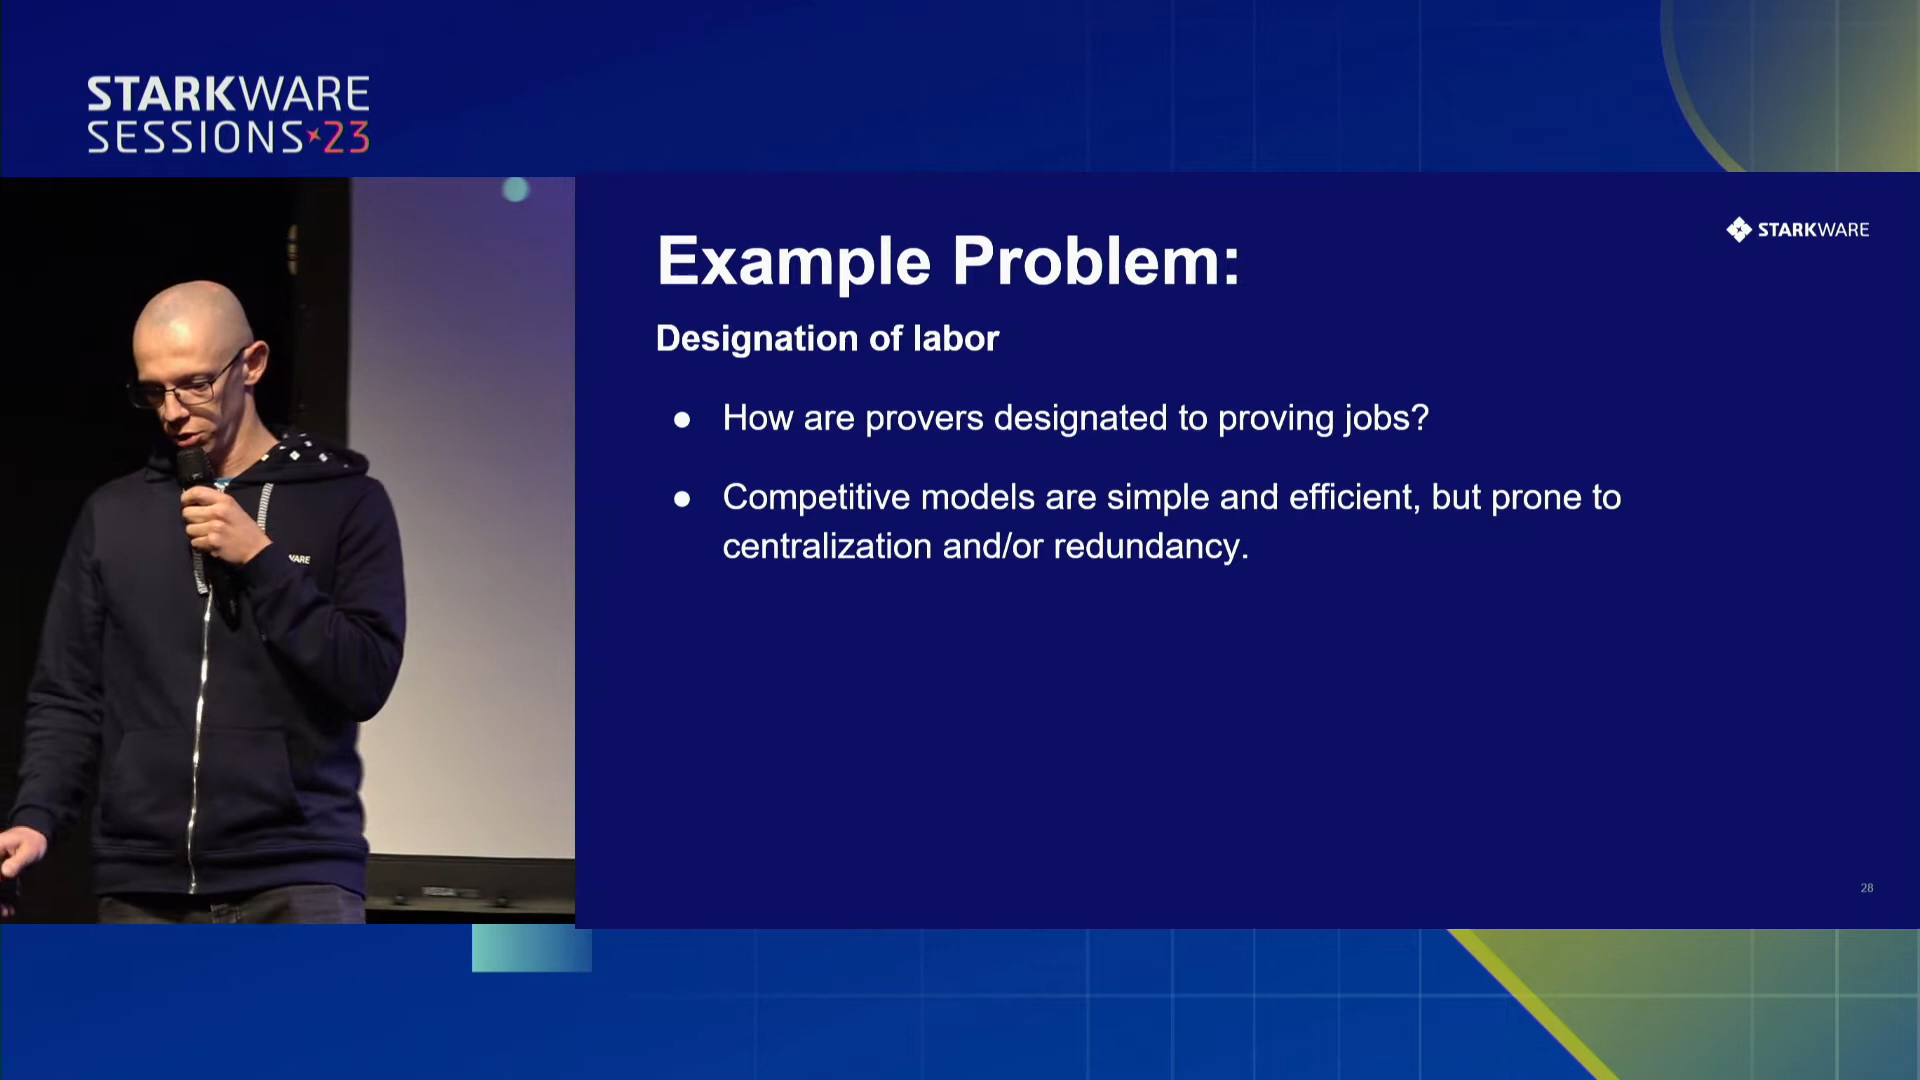 STARKWARE
SESSIONS 23
STARKWARE
Example Problem:
Designation of labor
● How are provers designated to proving jobs?
● Competitive models are simple and efficient, but prone to
centralization and/or redundancy.
WARE
28